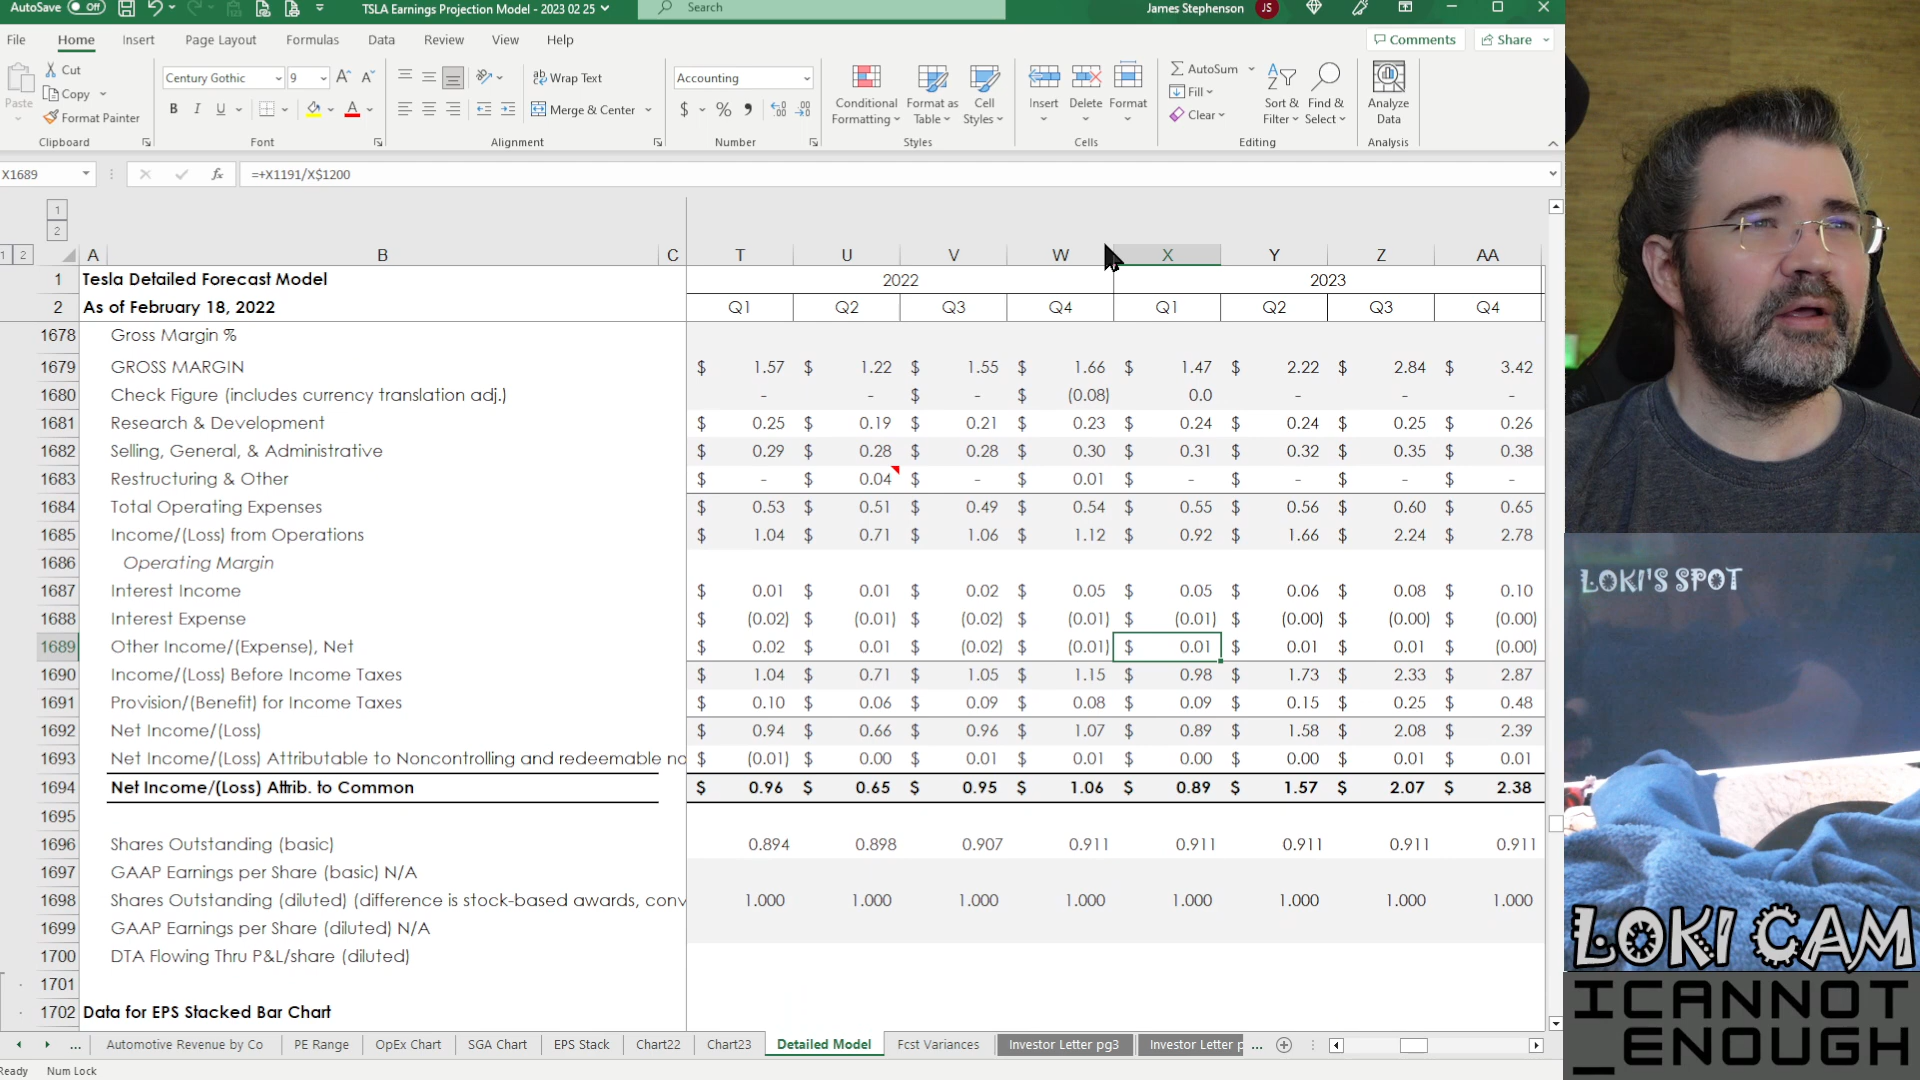 AutoSave Off TSLA Earnings Projection Model - 2023 02 25 Search James Stephenson JS
File Home Insert Page Layout Formulas Data Review View Help Comments Share
Paste Cut Copy Format Painter Clipboard
Century Gothic 9 B I U Font
Wrap Text Merge & Center Alignment
Accounting $ % Number
Conditional Formatting Format as Table Cell Styles Styles
Insert Delete Format Cells
AutoSum Fill Clear Sort & Filter Find & Select Editing
Analyze Data Analysis
X1689 fx =+X1191/X$1200
1
2
1 2 A B C T U V W X Y Z AA
1 Tesla Detailed Forecast Model 2022 2023
2 As of February 18, 2022 Q1 Q2 Q3 Q4 Q1 Q2 Q3 Q4
1678 Gross Margin %
1679 GROSS MARGIN $ 1.57 $ 1.22 $ 1.55 $ 1.66 $ 1.47 $ 2.22 $ 2.84 $ 3.42
1680 Check Figure (includes currency translation adj.) - - $ - $ (0.08) 0.0 - - -
1681 Research & Development $ 0.25 $ 0.19 $ 0.21 $ 0.23 $ 0.24 $ 0.24 $ 0.25 $ 0.26
1682 Selling, General, & Administrative $ 0.29 $ 0.28 $ 0.28 $ 0.30 $ 0.31 $ 0.32 $ 0.35 $ 0.38
1683 Restructuring & Other $ - $ 0.04 $ - $ 0.01 $ - $ - $ - $ -
1684 Total Operating Expenses $ 0.53 $ 0.51 $ 0.49 $ 0.54 $ 0.55 $ 0.56 $ 0.60 $ 0.65
1685 Income/(Loss) from Operations $ 1.04 $ 0.71 $ 1.06 $ 1.12 $ 0.92 $ 1.66 $ 2.24 $ 2.78
1686 Operating Margin
1687 Interest Income $ 0.01 $ 0.01 $ 0.02 $ 0.05 $ 0.05 $ 0.06 $ 0.08 $ 0.10
1688 Interest Expense $ (0.02) $ (0.01) $ (0.02) $ (0.01) $ (0.01) $ (0.00) $ (0.00) $ (0.00)
1689 Other Income/(Expense), Net $ 0.02 $ 0.01 $ (0.02) $ (0.01) $ 0.01 $ 0.01 $ 0.01 $ (0.00)
1690 Income/(Loss) Before Income Taxes $ 1.04 $ 0.71 $ 1.05 $ 1.15 $ 0.98 $ 1.73 $ 2.33 $ 2.87
1691 Provision/(Benefit) for Income Taxes $ 0.10 $ 0.06 $ 0.09 $ 0.08 $ 0.09 $ 0.15 $ 0.25 $ 0.48
1692 Net Income/(Loss) $ 0.94 $ 0.66 $ 0.96 $ 1.07 $ 0.89 $ 1.58 $ 2.08 $ 2.39
1693 Net Income/(Loss) Attributable to Noncontrolling and redeemable no $ (0.01) $ 0.00 $ 0.01 $ 0.01 $ 0.00 $ 0.00 $ 0.01 $ 0.01
1694 Net Income/(Loss) Attrib. to Common $ 0.96 $ 0.65 $ 0.95 $ 1.06 $ 0.89 $ 1.57 $ 2.07 $ 2.38
1695
1696 Shares Outstanding (basic) 0.894 0.898 0.907 0.911 0.911 0.911 0.911 0.911
1697 GAAP Earnings per Share (basic) N/A
1698 Shares Outstanding (diluted) (difference is stock-based awards, conv 1.000 1.000 1.000 1.000 1.000 1.000 1.000 1.000
1699 GAAP Earnings per Share (diluted) N/A
1700 DTA Flowing Thru P&L/share (diluted)
1701
1702 Data for EPS Stacked Bar Chart
... Automotive Revenue by Co PE Range OpEx Chart SGA Chart EPS Stack Chart22 Chart23 Detailed Model Fcst Variances Investor Letter pg3 Investor Letter p ...
Ready Num Lock
LOKI'S SPOT
LOKI CAM
ICANNOT
_ENOUGH